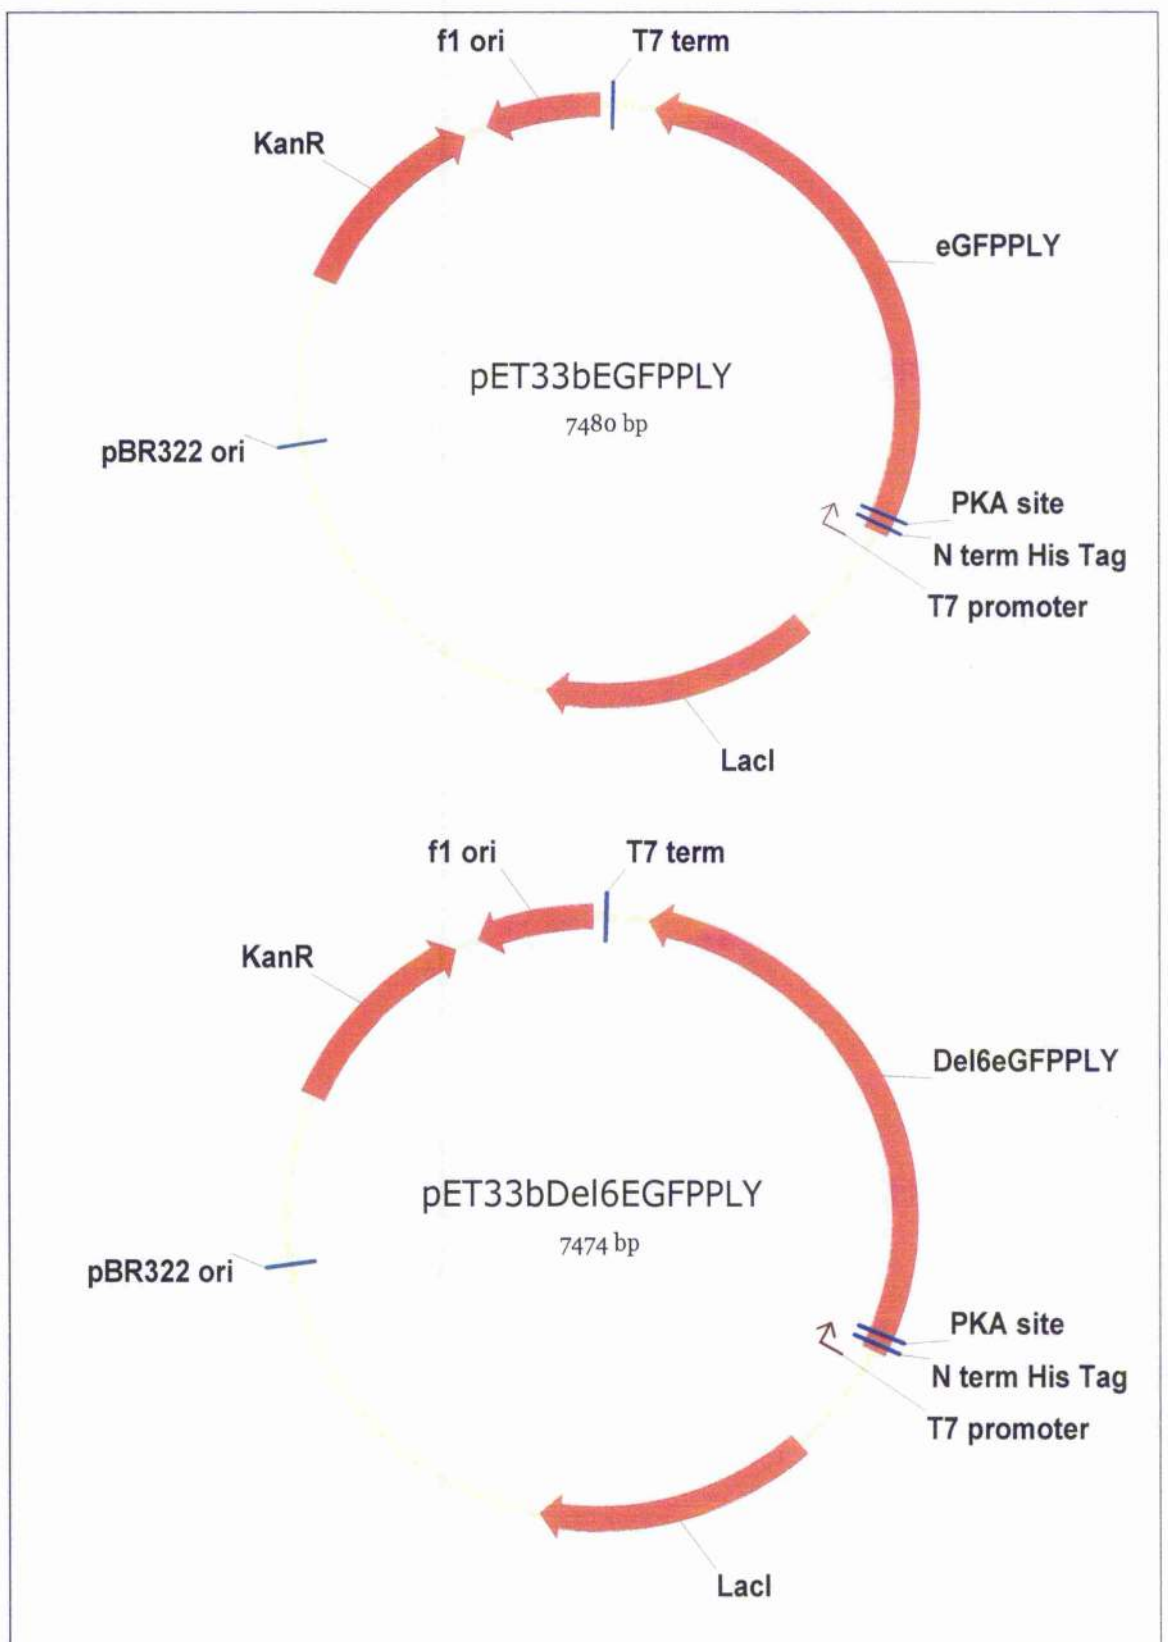 f1 ori
T7 term
KanR
eGFPPLY
pET33bEGFPPLY
7480 bp
pBR322 ori
PKA site
N term His Tag
T7 promoter
LacI
f1 ori
T7 term
KanR
Del6eGFPPLY
pET33bDel6EGFPPLY
7474 bp
pBR322 ori
PKA site
N term His Tag
T7 promoter
LacI